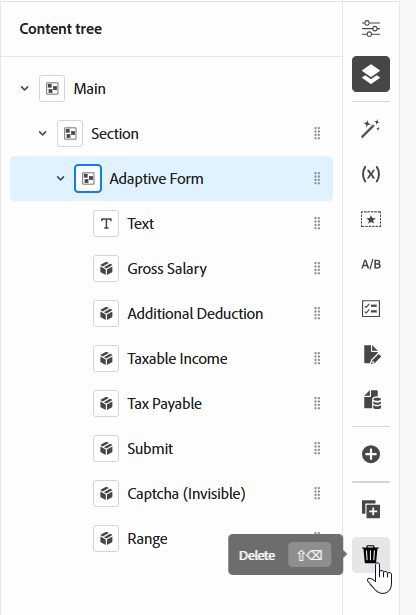 Content tree
Main
Section
Adaptive Form
T Text
(x)
Gross Salary
A/B
Additional Deduction
Taxable Income
Tax Payable
Submit
Captcha (Invisible)
Range
Delete ⇧⌫